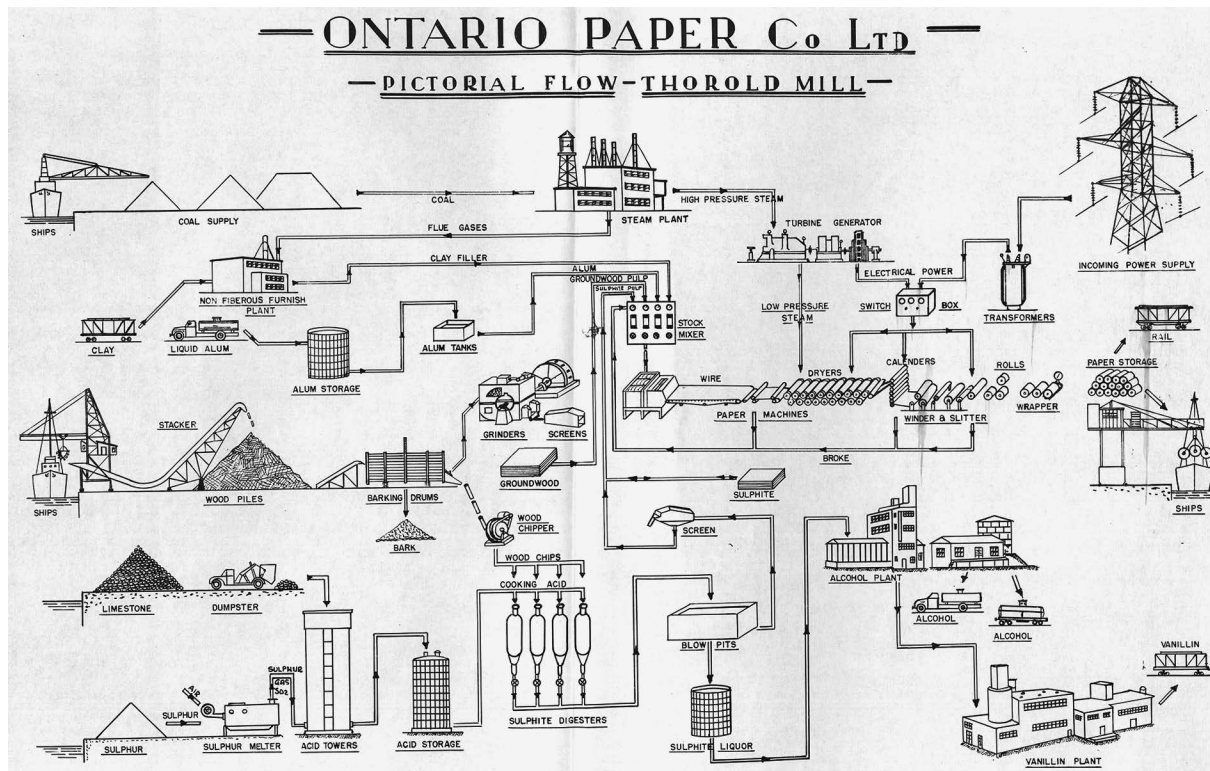 ONTARIO PAPER Co LTD
PICTORIAL FLOW - THOROLD MILL
SHIPS
COAL SUPPLY
COAL
STEAM PLANT
HIGH PRESSURE STEAM
TURBINE GENERATOR
INCOMING POWER SUPPLY
FLUE GASES
CLAY FILLER
ALUM
GROUNDWOOD PULP
SULPHITE PULP
NON FIBEROUS FURNISH
PLANT
ELECTRICAL POWER
SWITCH BOX
TRANSFORMERS
LOW PRESSURE
STEAM
CLAY
LIQUID ALUM
ALUM STORAGE
ALUM TANKS
STOCK
MIXER
RAIL
PAPER STORAGE
WIRE
DRYERS
CALENDERS
ROLLS
WRAPPER
PAPER MACHINES
WINDER & SLITTER
BROKE
STACKER
GRINDERS
SCREENS
GROUNDWOOD
SHIPS
WOOD PILES
BARKING DRUMS
BARK
WOOD
CHIPPER
WOOD CHIPS
SULPHITE
SCREEN
SHIPS
LIMESTONE
DUMPSTER
COOKING ACID
ALCOHOL PLANT
ALCOHOL
ALCOHOL
BLOW PITS
SULPHUR
GAS
SO2
AIR
SULPHUR
SULPHUR
SULPHUR MELTER
ACID TOWERS
ACID STORAGE
SULPHITE DIGESTERS
SULPHITE LIQUOR
VANILLIN
VANILLIN PLANT